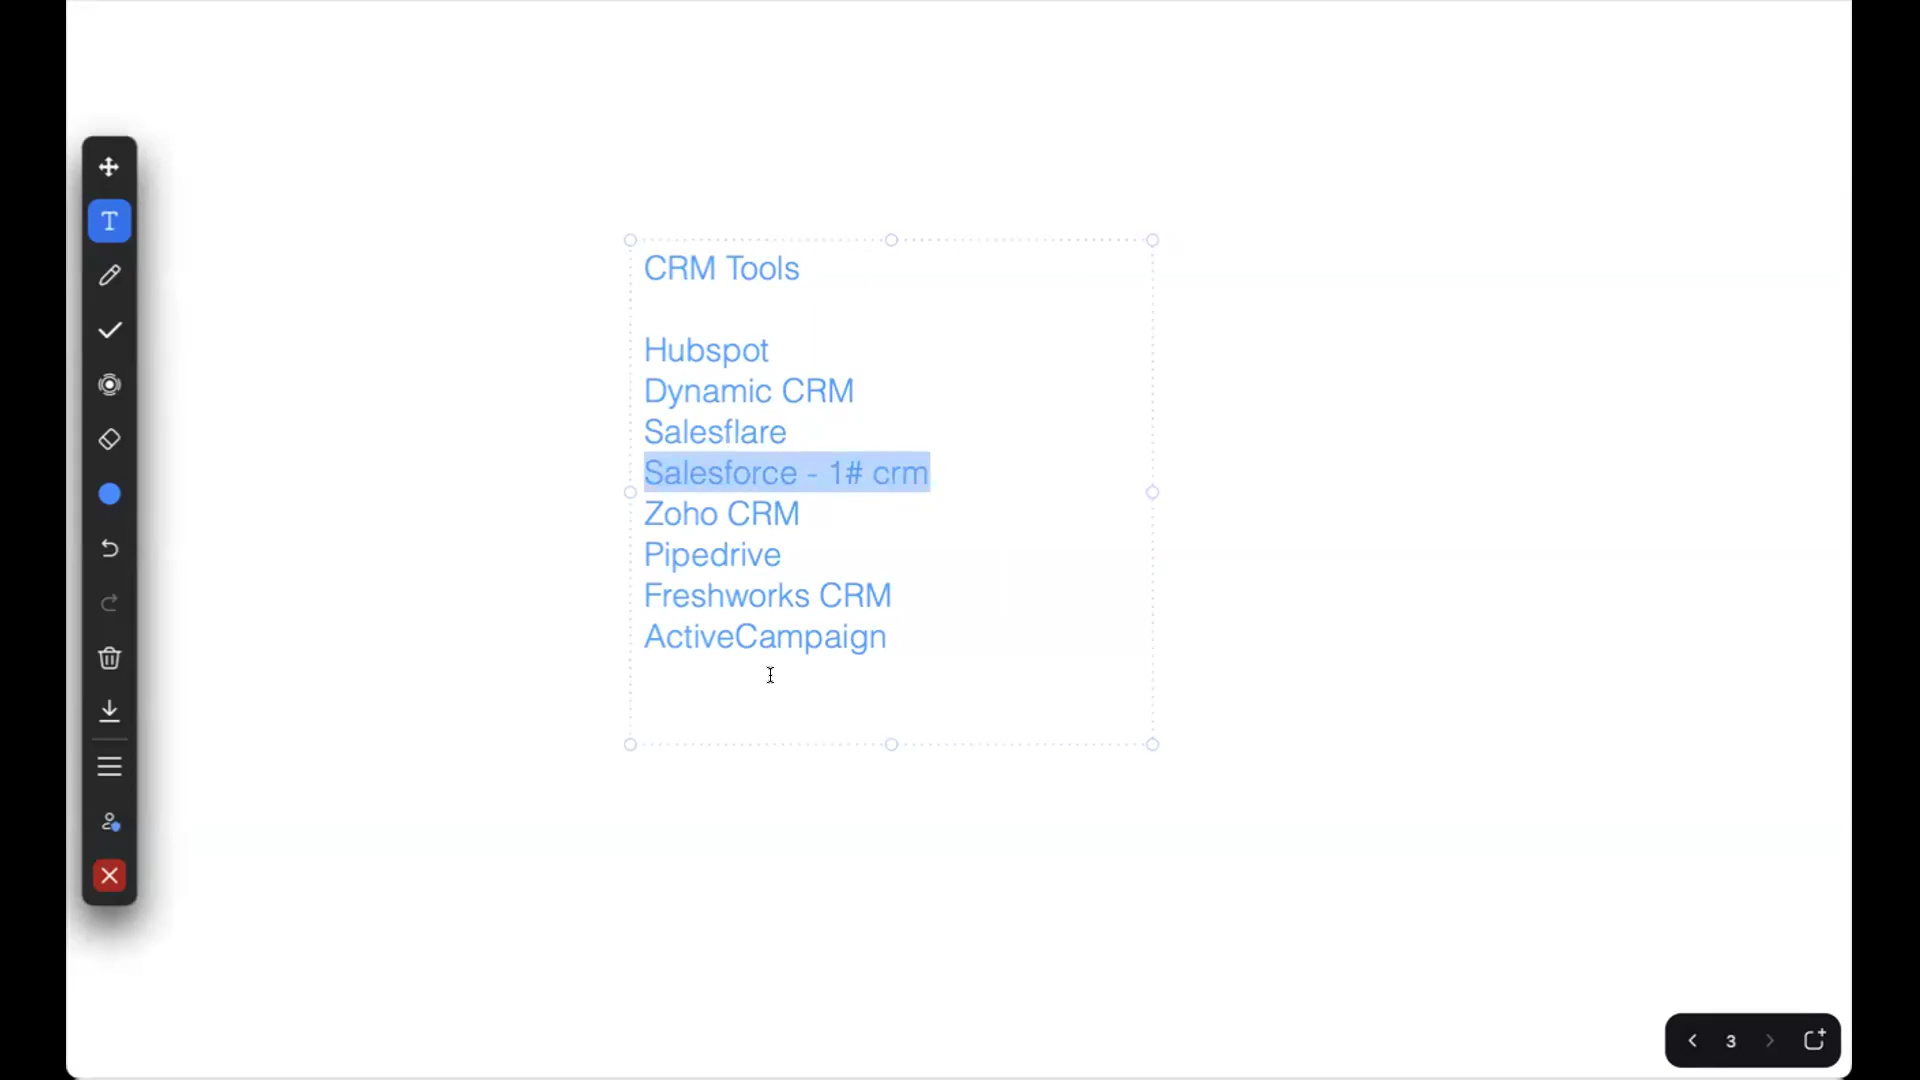 CRM Tools
Hubspot
Dynamic CRM
Salesflare
Salesforce - 1# crm
Zoho CRM
Pipedrive
Freshworks CRM
ActiveCampaign
3